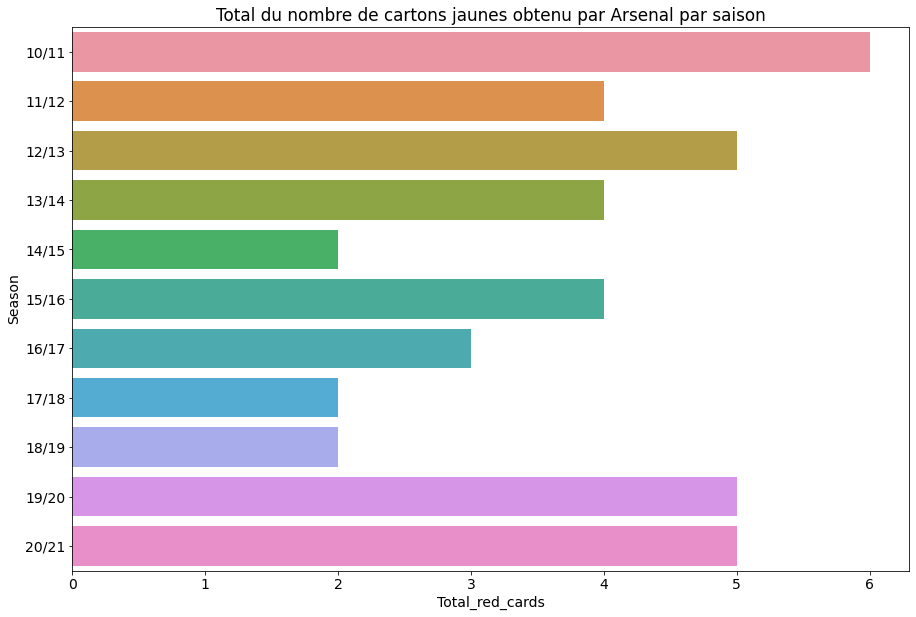 Total du nombre de cartons jaunes obtenu par Arsenal par saison
Season
10/11
11/12
12/13
13/14
14/15
15/16
16/17
17/18
18/19
19/20
20/21
0 1 2 3 4 5 6
Total_red_cards